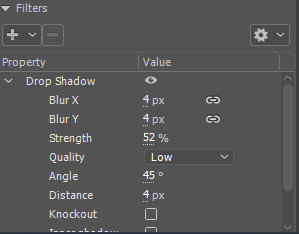 Filters
Property Value
Drop Shadow
Blur X 4 px
Blur Y 4 px
Strength 52 %
Quality Low
Angle 45 °
Distance 4 px
Knockout